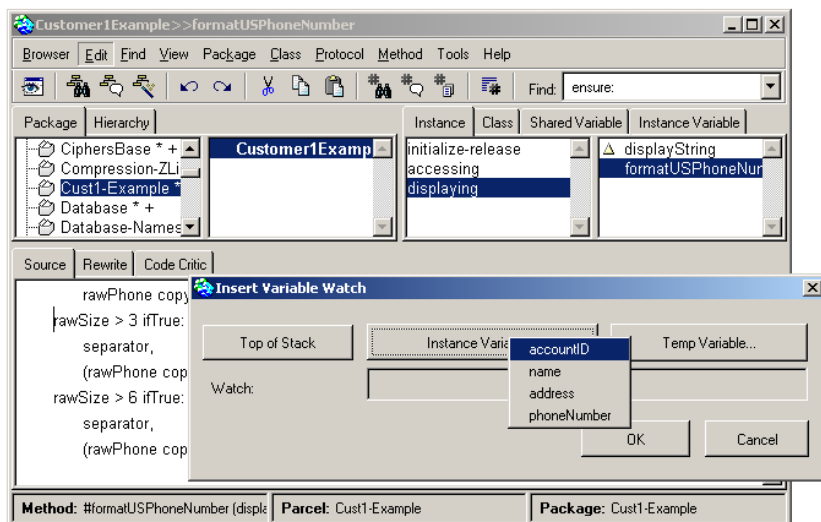 Customer1Example>>formatUSPhoneNumber
Browser Edit Find View Package Class Protocol Method Tools Help
Find: ensure:
Package Hierarchy Instance Class Shared Variable Instance Variable
CiphersBase * + Customer1Examp initialize-release displayString
Compression-ZLi accessing formatUSPhoneNur
Cust1-Example * displaying
Database * +
Database-Names
Source Rewrite Code Critic
Insert Variable Watch
rawPhone copy
rawSize > 3 ifTrue:
separator,
(rawPhone cop
rawSize > 6 ifTrue:
separator,
(rawPhone cop
Top of Stack Instance Varia Temp Variable...
accountID
name
address
phoneNumber
Watch:
OK Cancel
Method: #formatUSPhoneNumber (displa Parcel: Cust1-Example Package: Cust1-Example